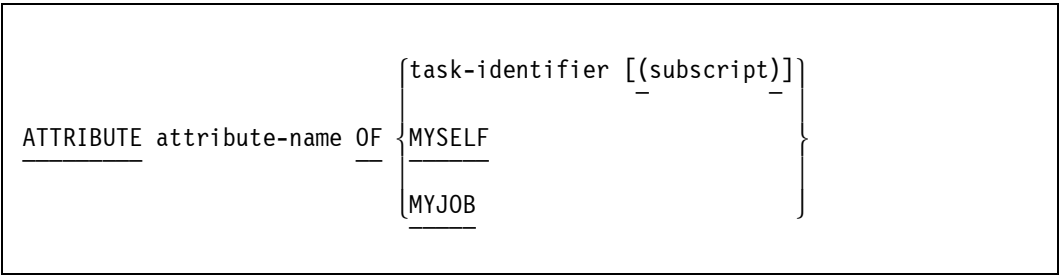 task-identifier [(subscript)]
ATTRIBUTE attribute-name OF MYSELF
MYJOB